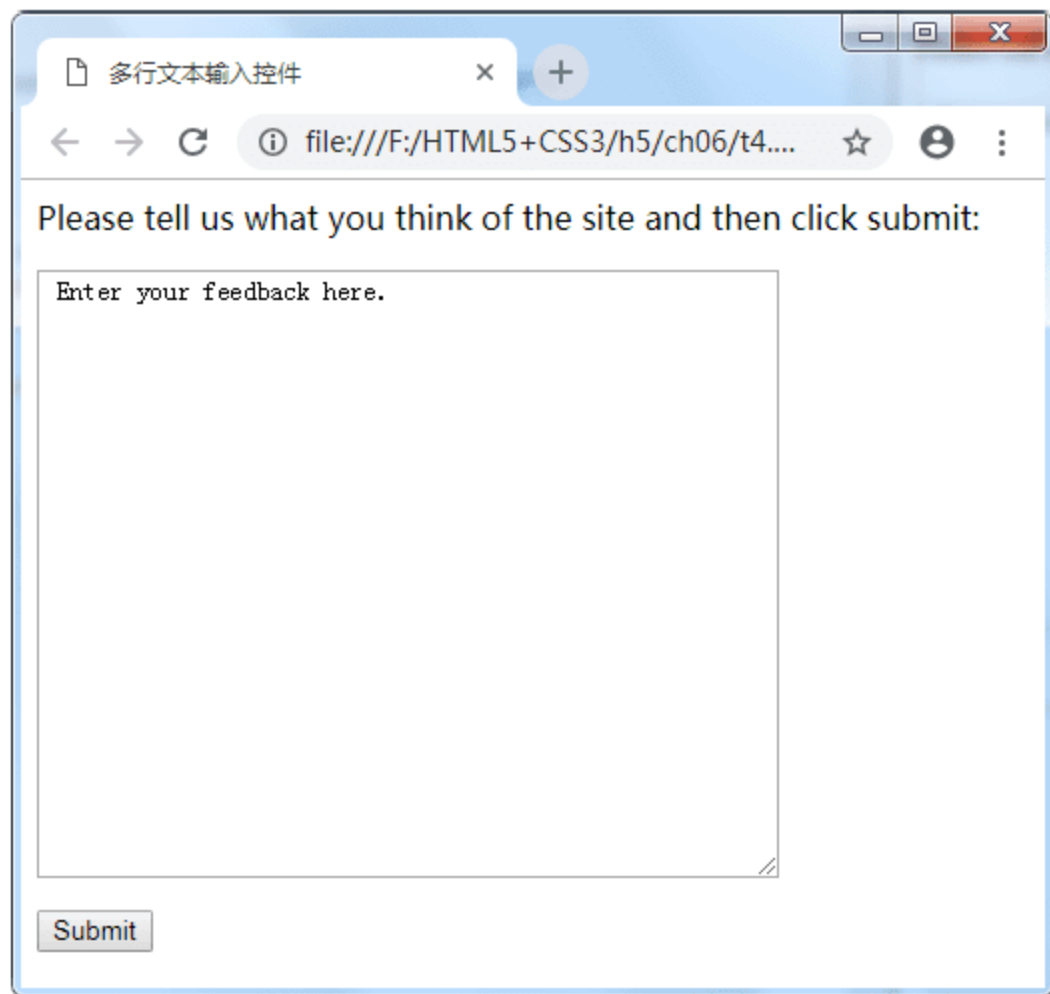 多行文本输入控件
file:///F:/HTML5+CSS3/h5/ch06/t4....
Please tell us what you think of the site and then click submit:
Enter your feedback here.
Submit